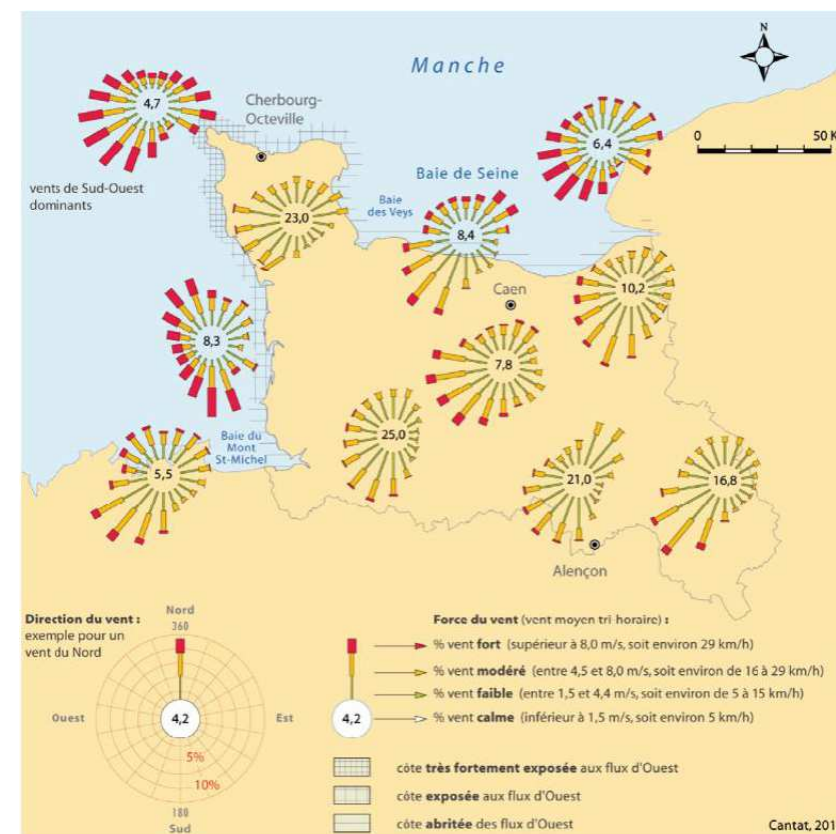 N
Manche
0 50 K
4,7
Cherbourg-
Octeville
6,4
vents de Sud-Ouest
dominants
23,0
Baie
des Veys
Baie de Seine
8,4
Caen
10,2
8,3
7,8
Baie du
Mont
St-Michel
25,0
5,5
21,0
16,8
Alençon
Direction du vent :
exemple pour un
vent du Nord
Nord
360
Ouest
4,2
Est
5%
10%
180
Sud
Force du vent (vent moyen tri-horaire) :
% vent fort (supérieur à 8,0 m/s, soit environ 29 km/h)
% vent modéré (entre 4,5 et 8,0 m/s, soit environ de 16 à 29 km/h)
% vent faible (entre 1,5 et 4,4 m/s, soit environ de 5 à 15 km/h)
4,2
% vent calme (inférieur à 1,5 m/s, soit environ 5 km/h)
côte très fortement exposée aux flux d'Ouest
côte exposée aux flux d'Ouest
côte abritée des flux d'Ouest
Cantat, 201